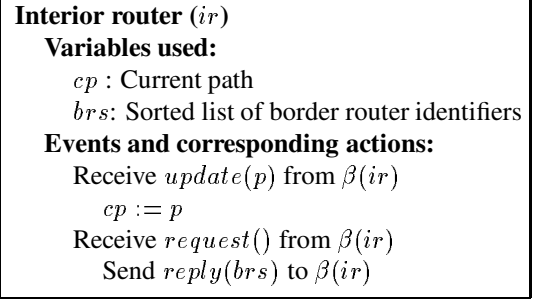 Interior router (ir)
Variables used:
cp : Current path
brs: Sorted list of border router identifiers
Events and corresponding actions:
Receive update(p) from β(ir)
cp := p
Receive request() from β(ir)
Send reply(brs) to β(ir)